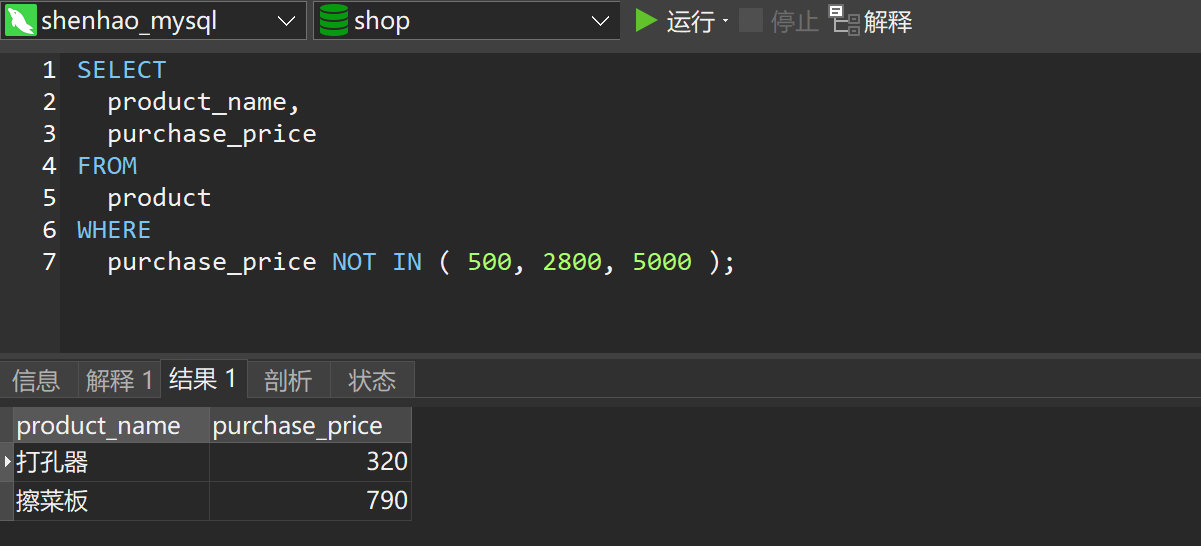 shenhao_mysql shop 运行 停止 解释
1 SELECT
2 product_name,
3 purchase_price
4 FROM
5 product
6 WHERE
7 purchase_price NOT IN ( 500, 2800, 5000 );
信息 解释 1 结果 1 剖析 状态
product_name purchase_price
打孔器 320
擦菜板 790